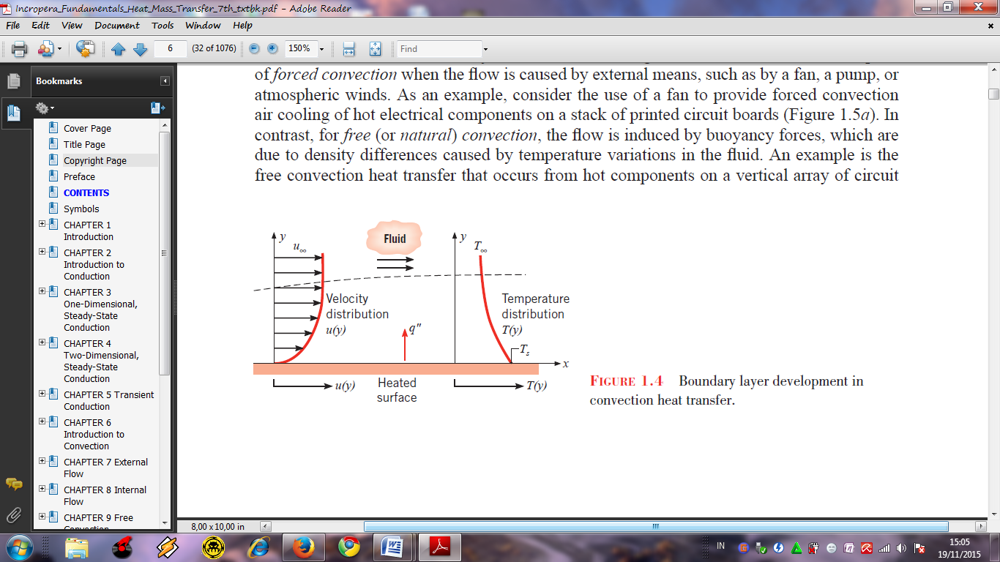 Incropera_Fundamentals_Heat_Mass_Transfer_7th_txtbk.pdf - Adobe Reader
File Edit View Document Tools Window Help
6 (32 of 1076) 150% Find
Bookmarks
Cover Page
Title Page
Copyright Page
Preface
CONTENTS
Symbols
CHAPTER 1
Introduction
CHAPTER 2
Introduction to
Conduction
CHAPTER 3
One-Dimensional,
Steady-State
Conduction
CHAPTER 4
Two-Dimensional,
Steady-State
Conduction
CHAPTER 5 Transient
Conduction
CHAPTER 6
Introduction to
Convection
CHAPTER 7 External
Flow
CHAPTER 8 Internal
Flow
CHAPTER 9 Free
of forced convection when the flow is caused by external means, such as by a fan, a pump, or
atmospheric winds. As an example, consider the use of a fan to provide forced convection
air cooling of hot electrical components on a stack of printed circuit boards (Figure 1.5a). In
contrast, for free (or natural) convection, the flow is induced by buoyancy forces, which are
due to density differences caused by temperature variations in the fluid. An example is the
free convection heat transfer that occurs from hot components on a vertical array of circuit
y
u∞
Fluid
y
T∞
Velocity
distribution
u(y)
q"
Temperature
distribution
T(y)
Ts
x
u(y)
Heated
surface
T(y)
FIGURE 1.4 Boundary layer development in
convection heat transfer.
8,00 x 10,00 in
IN
15:05
19/11/2015